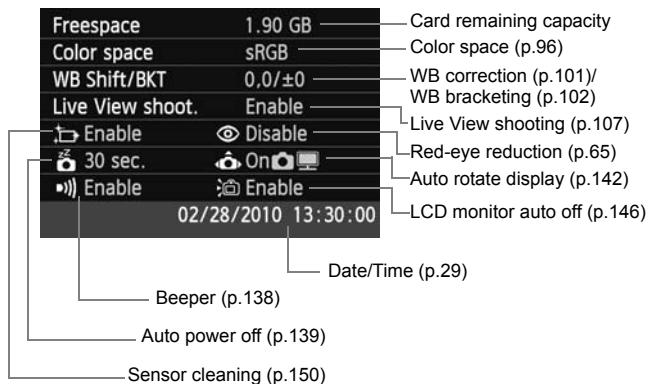 Freespace 1.90 GB
Color space sRGB
WB Shift/BKT 0,0/±0
Live View shoot. Enable
Enable Disable
30 sec. On
Enable Enable
02/28/2010 13:30:00
Card remaining capacity
Color space (p.96)
WB correction (p.101)/
WB bracketing (p.102)
Live View shooting (p.107)
Red-eye reduction (p.65)
Auto rotate display (p.142)
LCD monitor auto off (p.146)
Date/Time (p.29)
Beeper (p.138)
Auto power off (p.139)
Sensor cleaning (p.150)